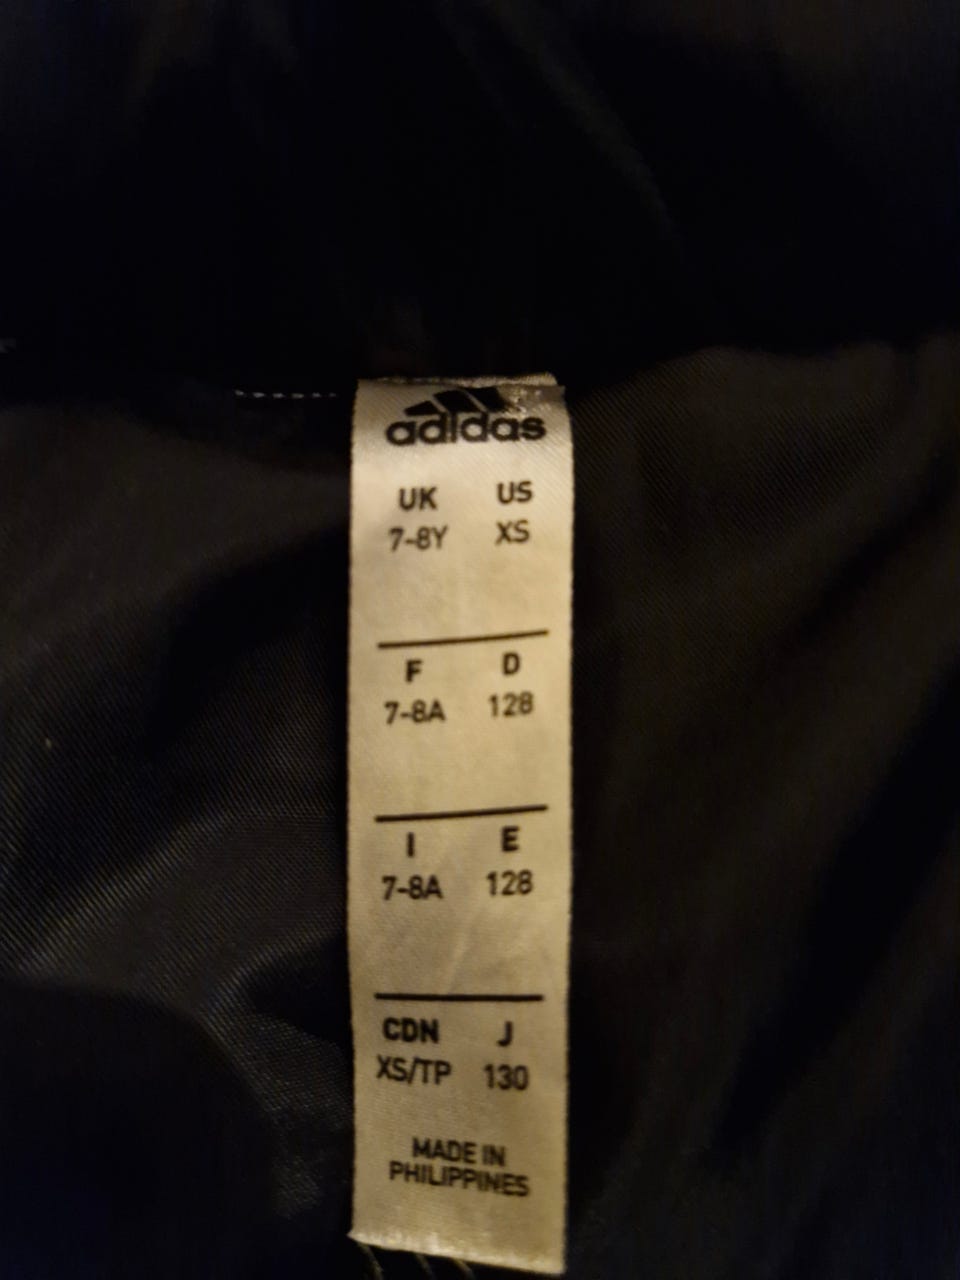 adidas
UK US
7-8Y XS
F D
7-8A 128
I E
7-8A 128
CDN J
XS/TP 130
MADE IN
PHILIPPINES